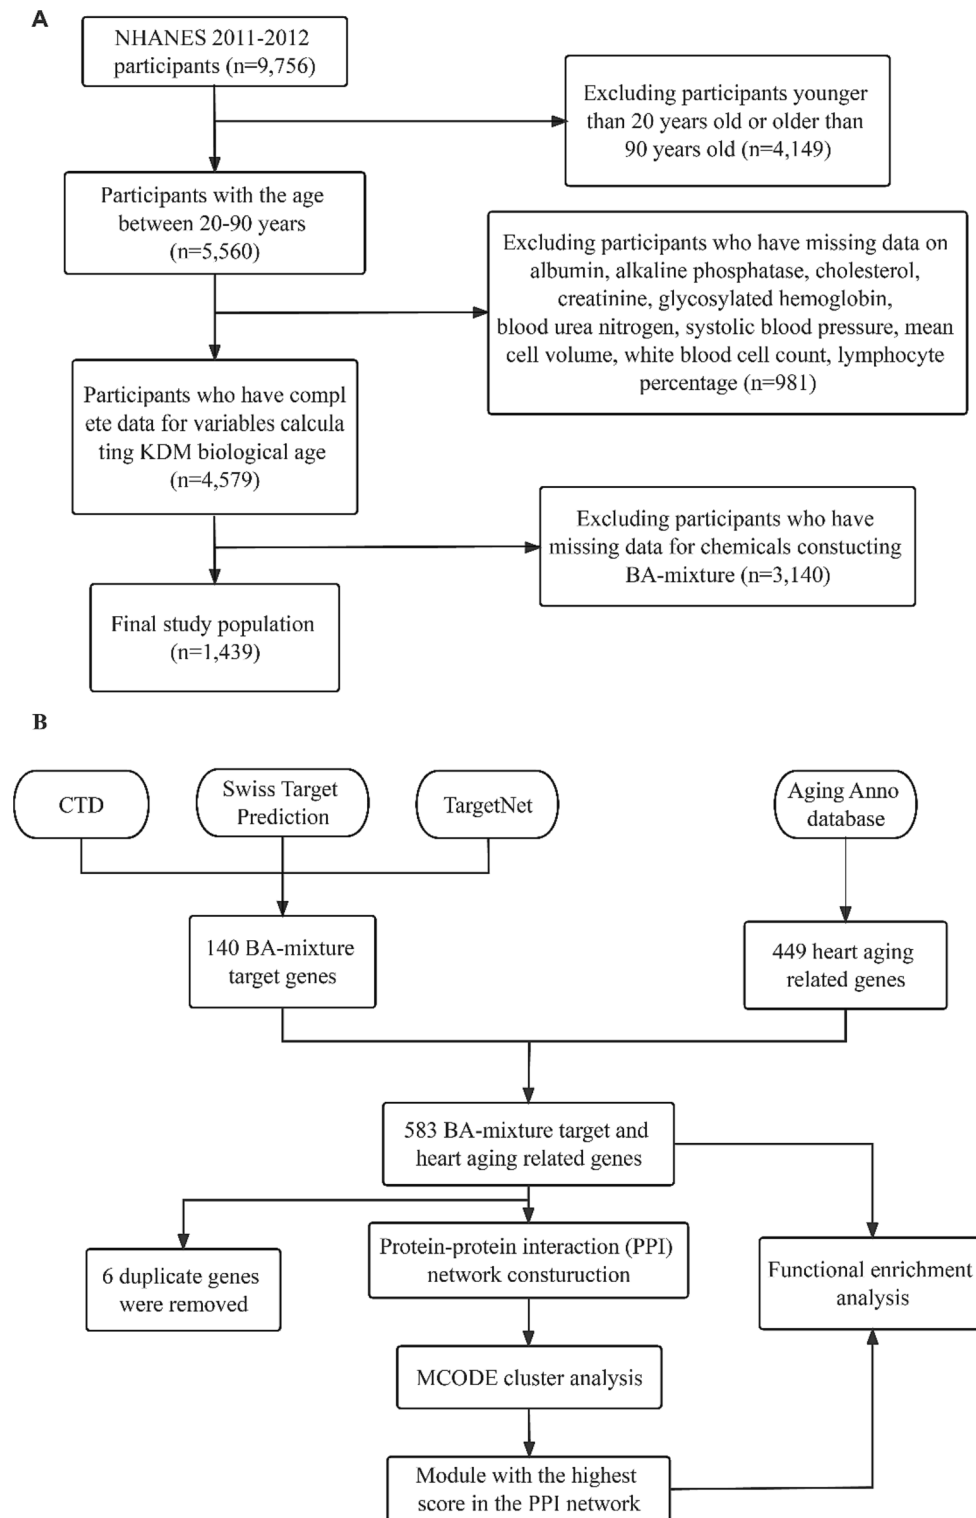 A
NHANES 2011-2012
participants (n=9,756)
Excluding participants younger
than 20 years old or older than
90 years old (n=4,149)
Participants with the age
between 20-90 years
(n=5,560)
Excluding participants who have missing data on
albumin, alkaline phosphatase, cholesterol,
creatinine, glycosylated hemoglobin,
blood urea nitrogen, systolic blood pressure, mean
cell volume, white blood cell count, lymphocyte
percentage (n=981)
Participants who have compl
ete data for variables calcula
ting KDM biological age
(n=4,579)
Excluding participants who have
missing data for chemicals constucting
BA-mixture (n=3,140)
Final study population
(n=1,439)
B
CTD
Swiss Target
Prediction
TargetNet
Aging Anno
database
140 BA-mixture
target genes
449 heart aging
related genes
583 BA-mixture target and
heart aging related genes
6 duplicate genes
were removed
Protein-protein interaction (PPI)
network consturuction
Functional enrichment
analysis
MCODE cluster analysis
Module with the highest
score in the PPI network